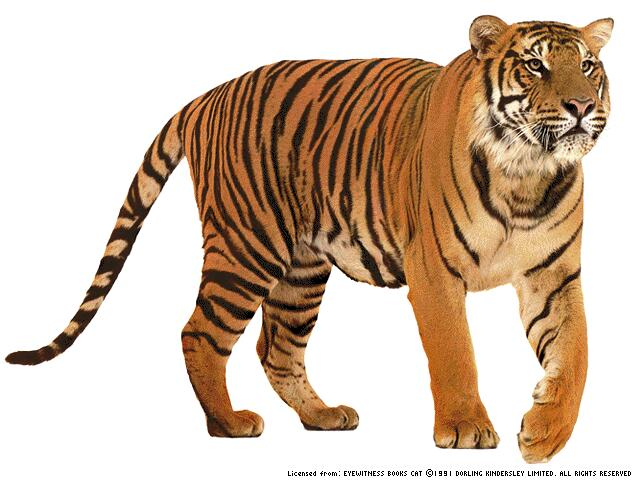 Licensed from: EYEWITNESS BOOKS CAT ©1991 DORLING KINDERSLEY LIMITED. ALL RIGHTS RESERVED